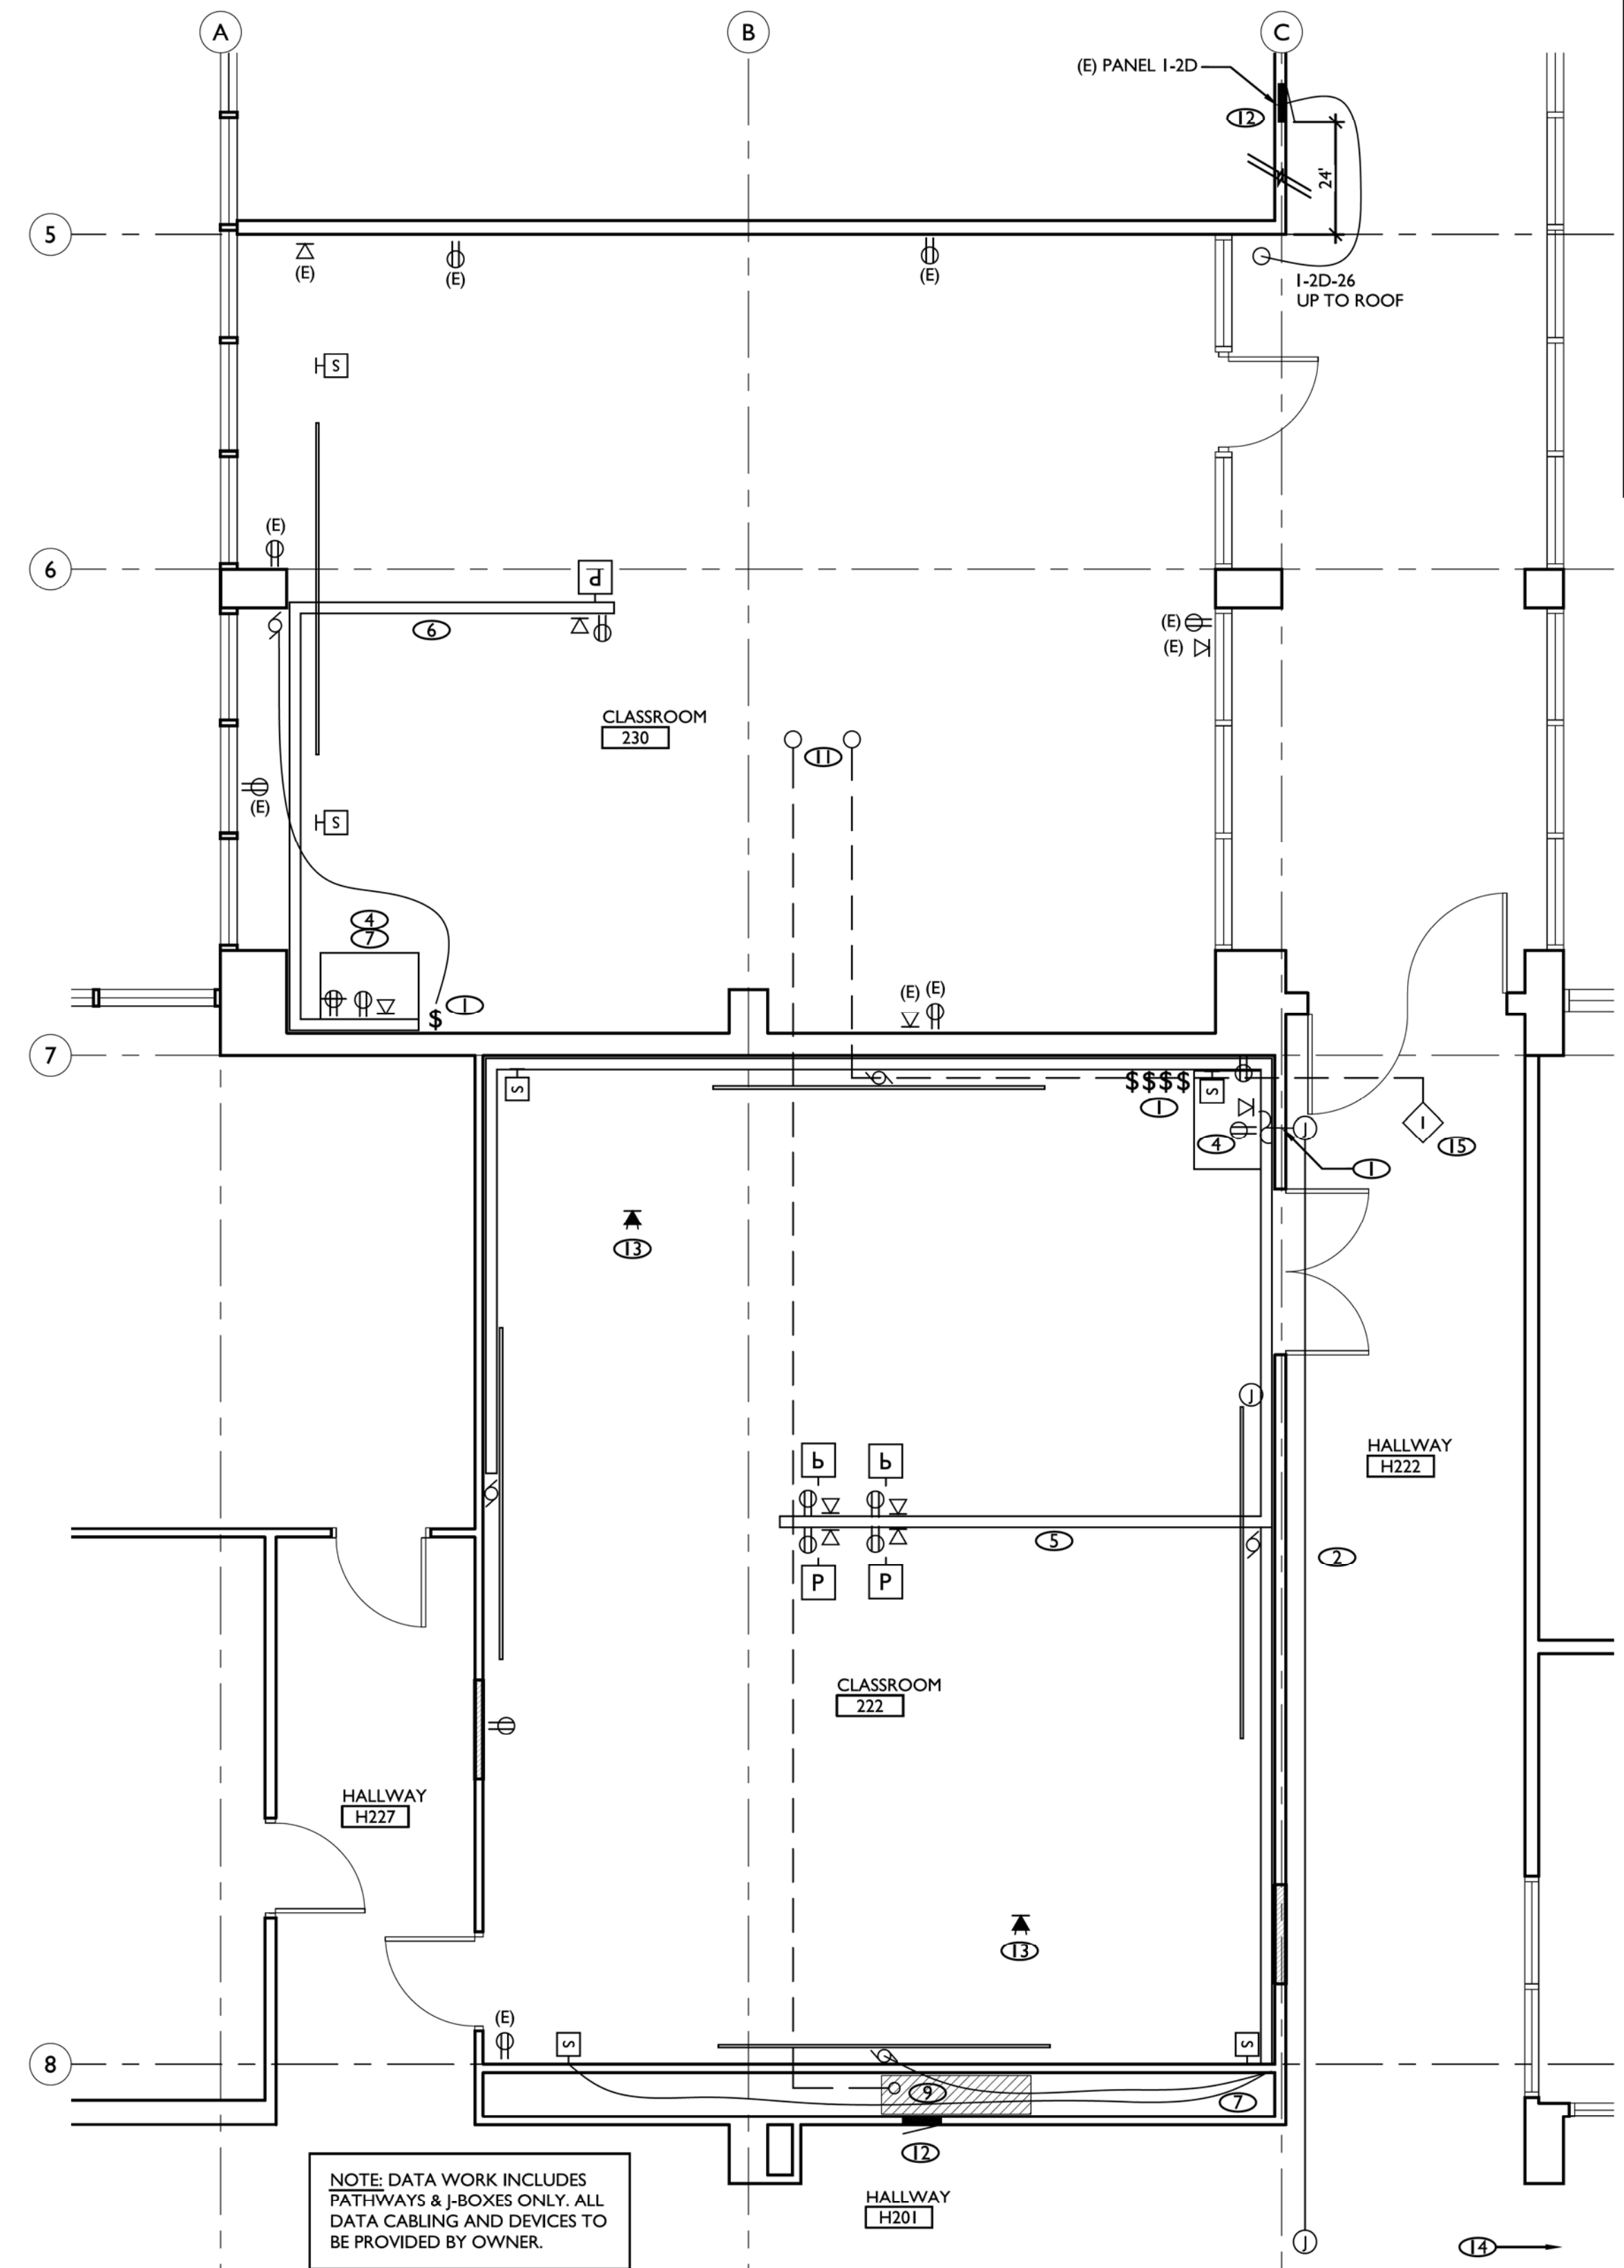 A
B
C
(E) PANEL 1-2D
12
24'
5
(E)
(E)
(E)
1-2D-26
UP TO ROOF
S
(E)
6
P
6
(E)
(E)
CLASSROOM
230
11
(E)
S
4
7
(E)
(E)
$
1
7
S
$$$$
S
1
4
J
1
1
15
13
J
HALLWAY
H222
P
P
5
2
P
P
CLASSROOM
222
HALLWAY
H227
13
(E)
S
S
8
9
7
12
NOTE: DATA WORK INCLUDES
PATHWAYS & J-BOXES ONLY. ALL
DATA CABLING AND DEVICES TO
BE PROVIDED BY OWNER.
HALLWAY
H201
J
14